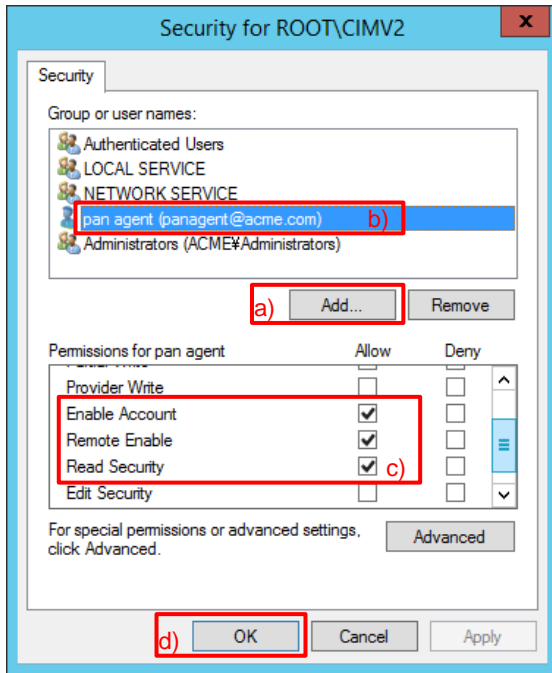 Security for ROOT\CIMV2
x
Security
Group or user names:
Authenticated Users
LOCAL SERVICE
NETWORK SERVICE
pan agent (panagent@acme.com) b)
Administrators (ACME¥Administrators)
a) Add... Remove
Permissions for pan agent Allow Deny
Provider Write
Enable Account
Remote Enable
Read Security c)
Edit Security
For special permissions or advanced settings,
click Advanced.
Advanced
d) OK Cancel Apply